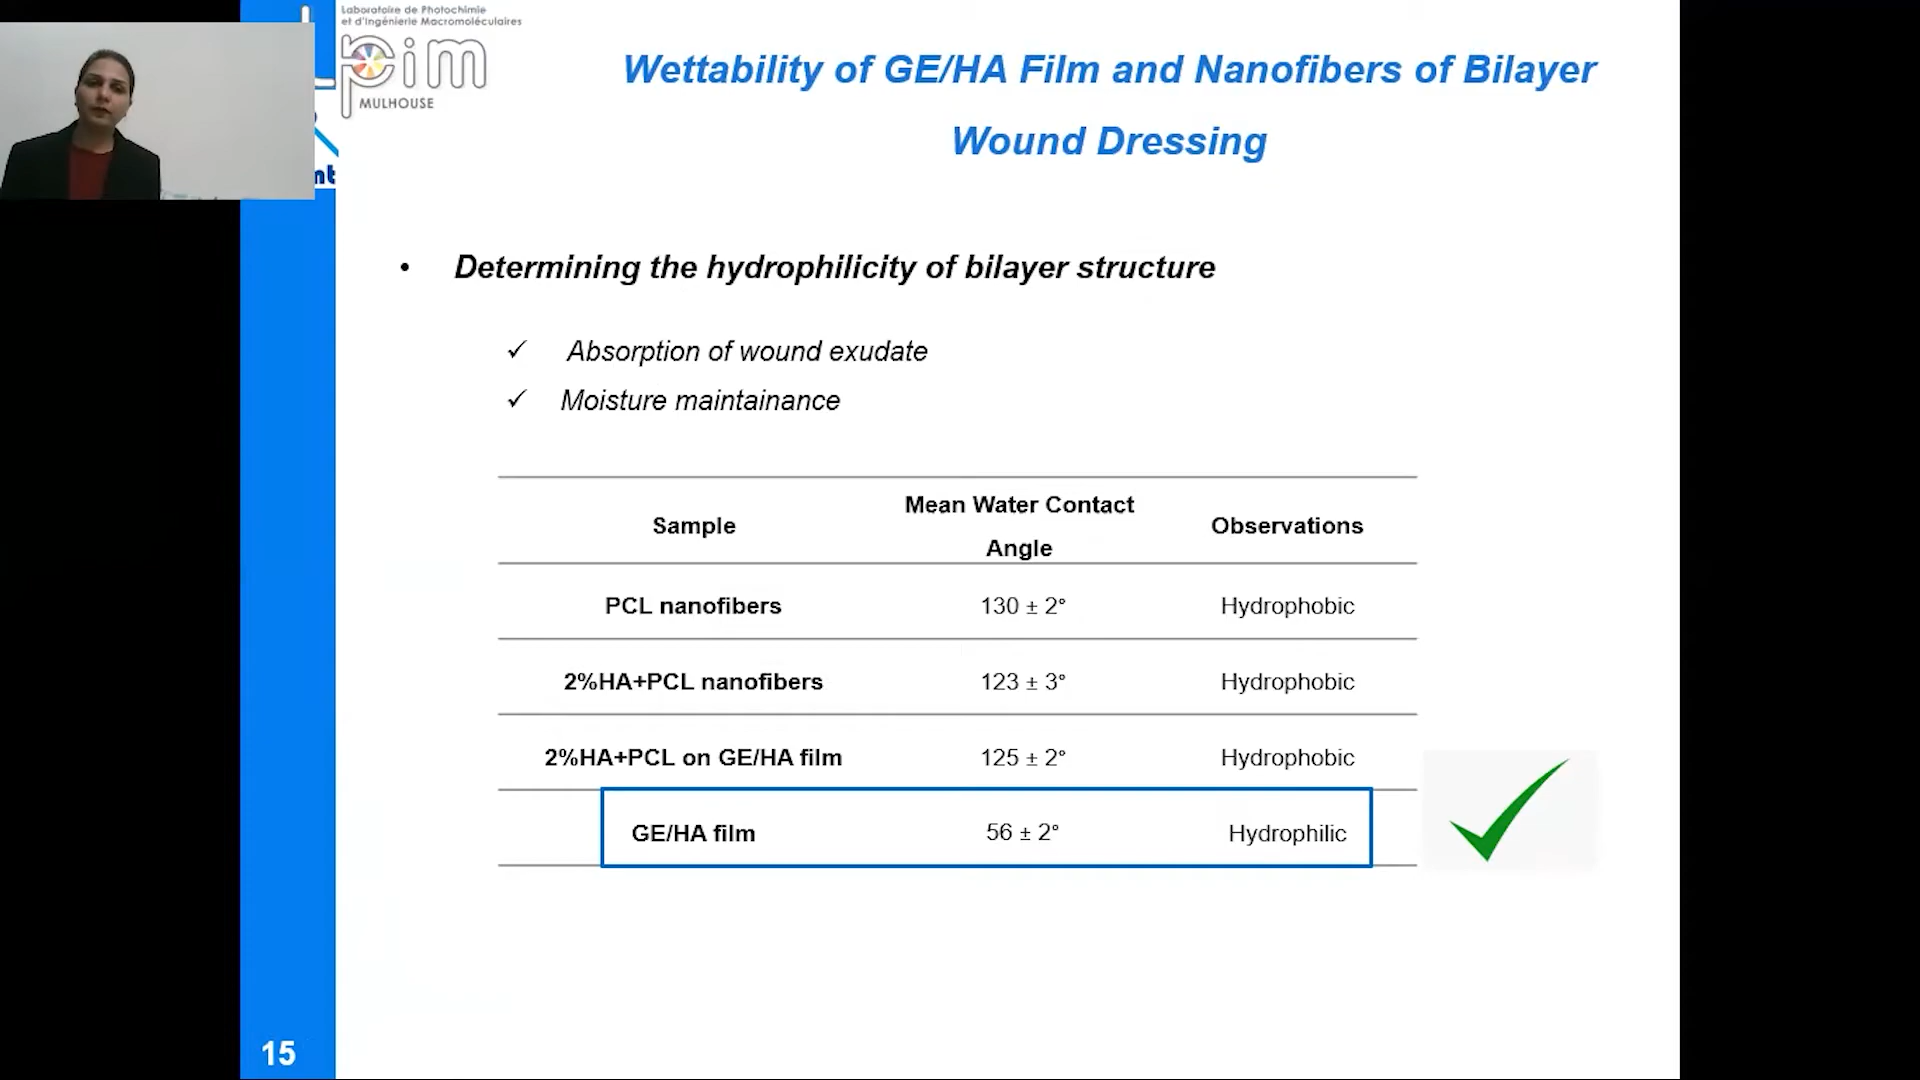 Laboratoire de Photochimie
et d'Ingénierie Macromoléculaires
pim
MULHOUSE
nt
Wettability of GE/HA Film and Nanofibers of Bilayer
Wound Dressing
• Determining the hydrophilicity of bilayer structure
✓ Absorption of wound exudate
✓ Moisture maintainance
Sample Mean Water Contact Angle Observations
PCL nanofibers 130 ± 2° Hydrophobic
2%HA+PCL nanofibers 123 ± 3° Hydrophobic
2%HA+PCL on GE/HA film 125 ± 2° Hydrophobic
GE/HA film 56 ± 2° Hydrophilic
15